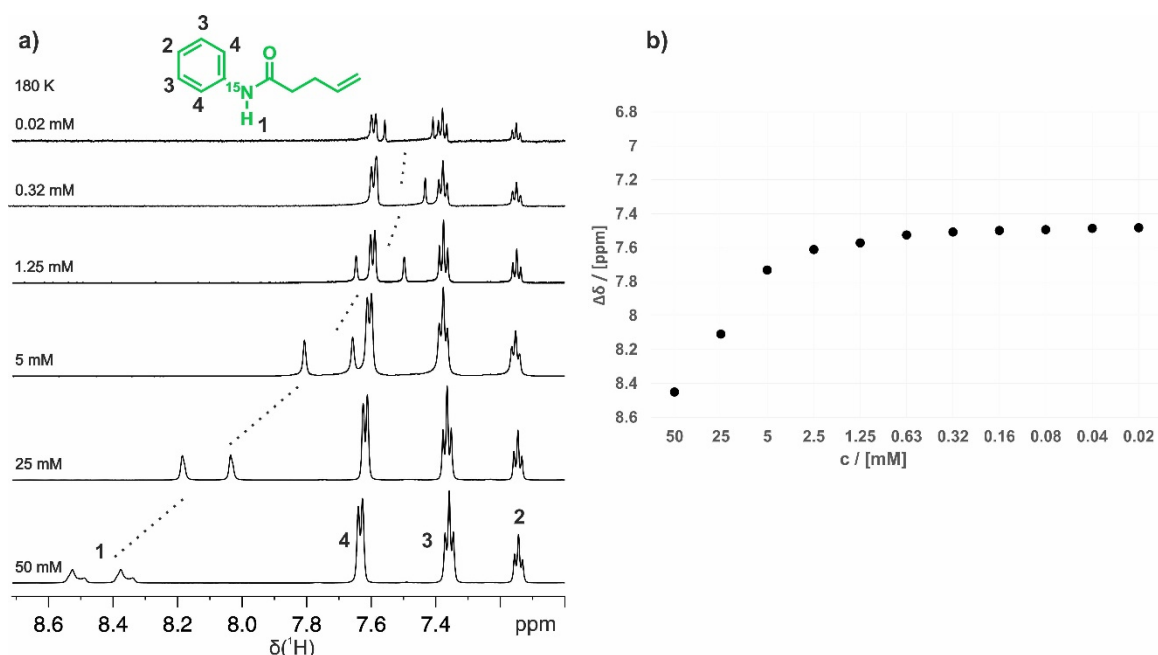 a)
3
2 4 O
3 15N
4 H 1
180 K
0.02 mM
0.32 mM
1.25 mM
5 mM
25 mM
50 mM
1 4 3 2
8.6 8.4 8.2 8.0 7.8 7.6 7.4 ppm
δ(¹H)
b)
Δδ / [ppm]
6.8
7
7.2
7.4
7.6
7.8
8
8.2
8.4
8.6
50 25 5 2.5 1.25 0.63 0.32 0.16 0.08 0.04 0.02
c / [mM]